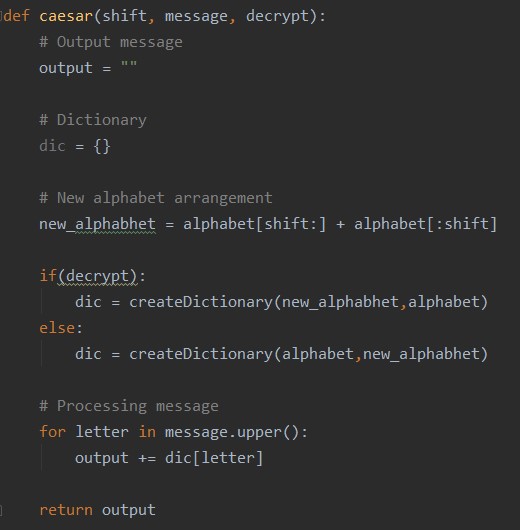 def caesar(shift, message, decrypt):
    # Output message
    output = ""

    # Dictionary
    dic = {}

    # New alphabet arrangement
    new_alphabhet = alphabet[shift:] + alphabet[:shift]

    if(decrypt):
        dic = createDictionary(new_alphabhet,alphabet)
    else:
        dic = createDictionary(alphabet,new_alphabhet)

    # Processing message
    for letter in message.upper():
        output += dic[letter]

    return output